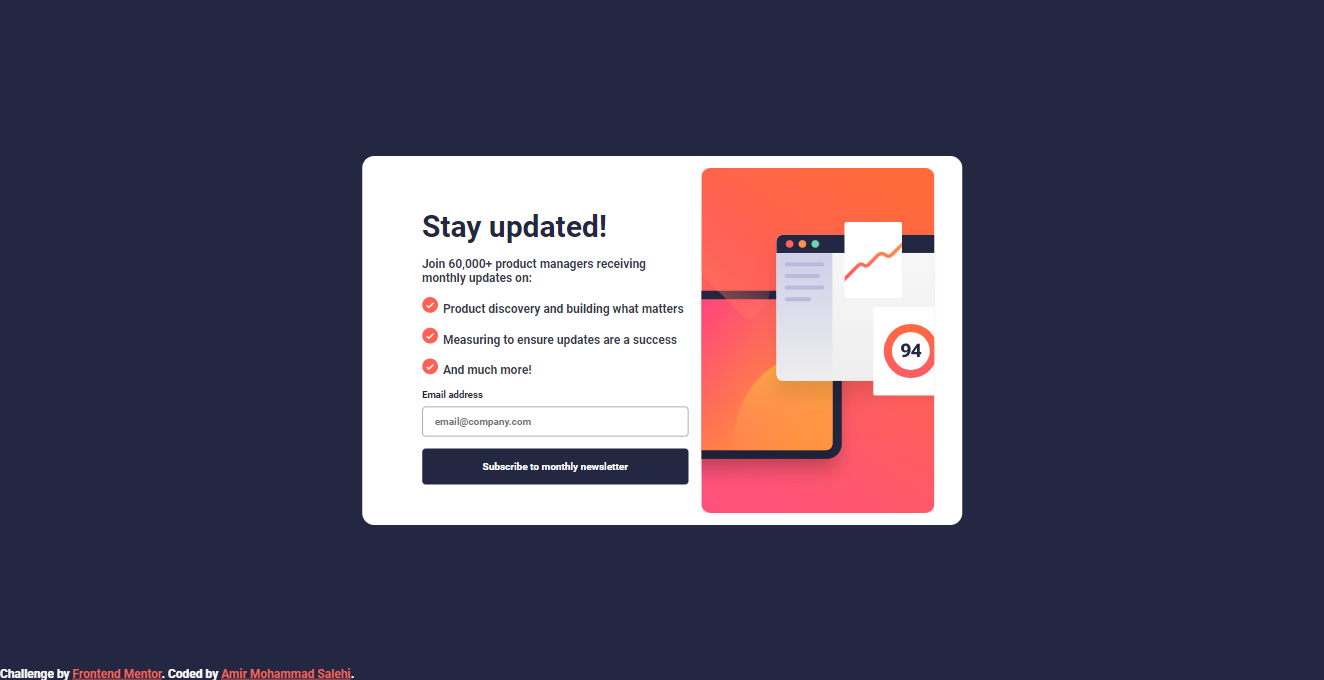 Stay updated!
Join 60,000+ product managers receiving
monthly updates on:
Product discovery and building what matters
Measuring to ensure updates are a success
And much more!
Email address
email@company.com
Subscribe to monthly newsletter
94
Challenge by Frontend Mentor. Coded by Amir Mohammad Salehi.